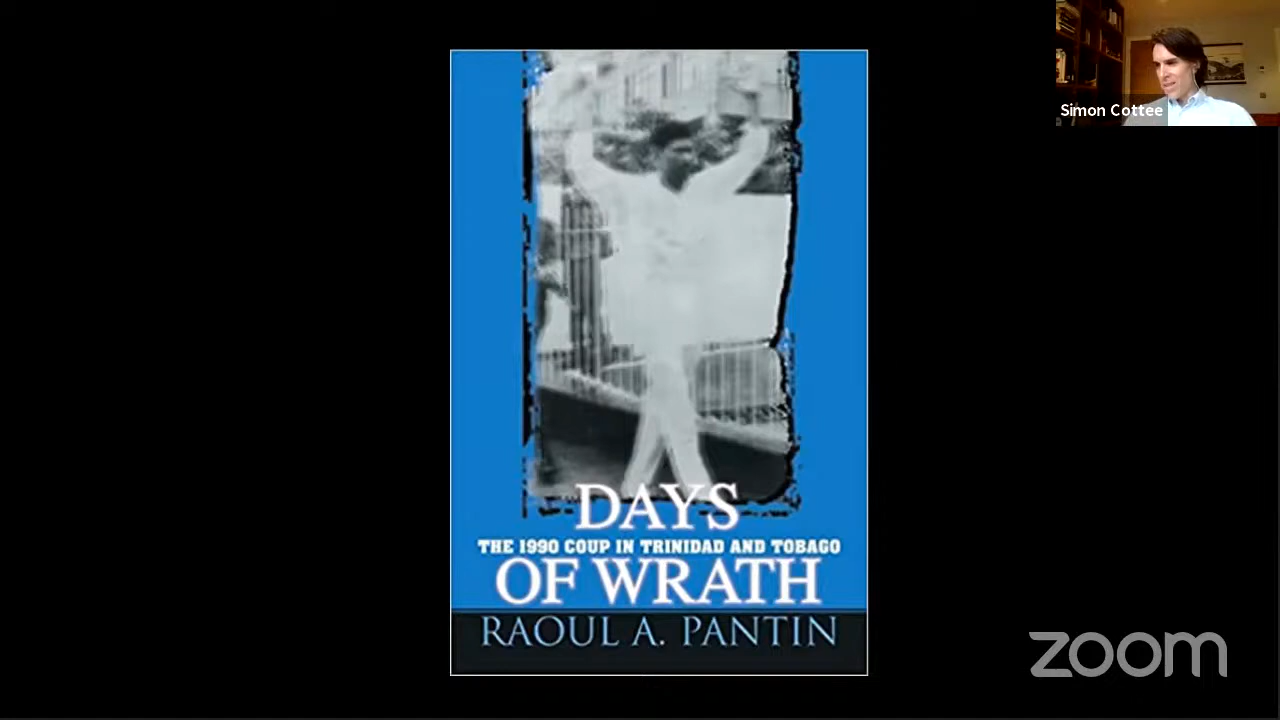 Simon Cottee
DAYS
THE 1990 COUP IN TRINIDAD AND TOBAGO
OF WRATH
RAOUL A. PANTIN
zoom